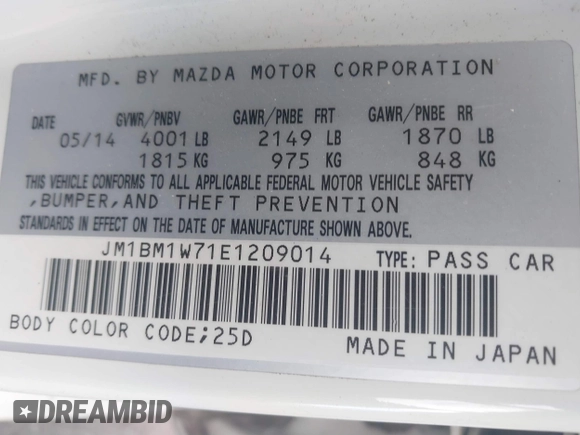 MFD. BY MAZDA MOTOR CORPORATION
DATE GVWR/PNBV GAWR/PNBE FRT GAWR/PNBE RR
05/14 4001 LB 2149 LB 1870 LB
1815 KG 975 KG 848 KG
THIS VEHICLE CONFORMS TO ALL APPLICABLE FEDERAL MOTOR VEHICLE SAFETY
,BUMPER,AND THEFT PREVENTION
STANDARDS IN EFFECT ON THE DATE OF MANUFACTURE SHOWN ABOVE.
JM1BM1W71E1209014 TYPE: PASS CAR
BODY COLOR CODE;25D MADE IN JAPAN
DREAMBID